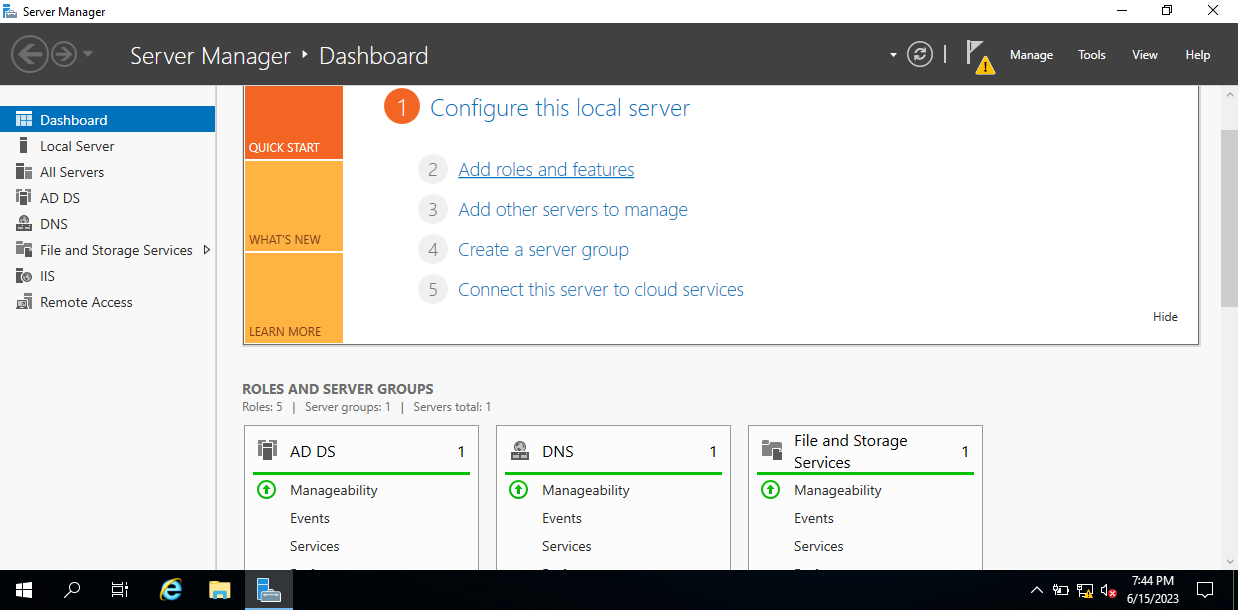 Server Manager
Server Manager ‣ Dashboard
Manage
Tools
View
Help
Dashboard
Local Server
All Servers
AD DS
DNS
File and Storage Services
IIS
Remote Access
QUICK START
WHAT'S NEW
LEARN MORE
1 Configure this local server
2 Add roles and features
3 Add other servers to manage
4 Create a server group
5 Connect this server to cloud services
Hide
ROLES AND SERVER GROUPS
Roles: 5 | Server groups: 1 | Servers total: 1
AD DS 1
Manageability
Events
Services
DNS 1
Manageability
Events
Services
File and Storage
Services 1
Manageability
Events
Services
7:44 PM
6/15/2023